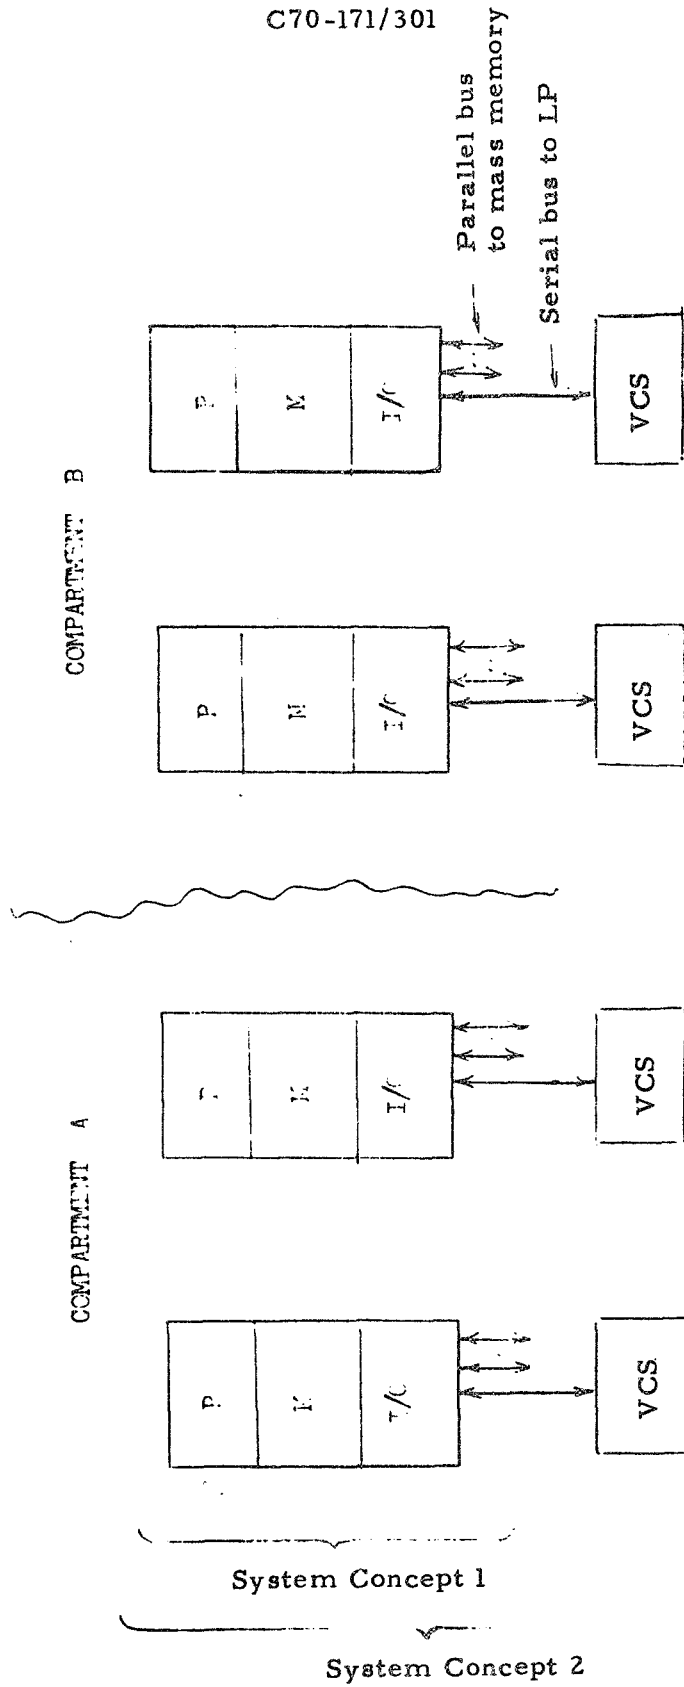 C70-171/301
Parallel bus
to mass memory
Serial bus to LP
COMPARTMENT B
P
M
I/O
VCS
P
M
I/O
VCS
COMPARTMENT A
P
M
I/O
VCS
P
M
I/O
VCS
System Concept 1
System Concept 2